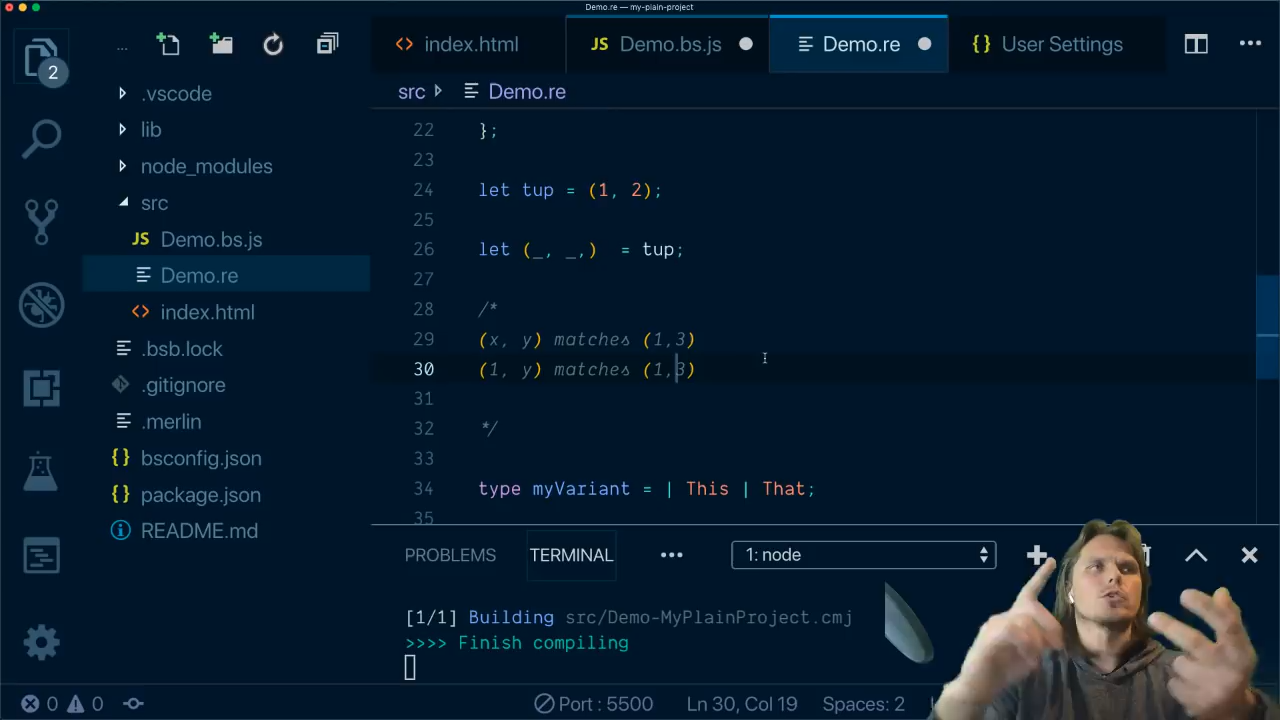 Demo.re — my-plain-project
2
...
index.html
JS Demo.bs.js
Demo.re
{} User Settings
.vscode
lib
node_modules
src
JS Demo.bs.js
Demo.re
<> index.html
.bsb.lock
.gitignore
.merlin
{} bsconfig.json
{} package.json
README.md
src Demo.re
22 };
23
24 let tup = (1, 2);
25
26 let (_, _,)  = tup;
27
28 /*
29 (x, y) matches (1,3)
30 (1, y) matches (1,3)
31
32 */
33
34 type myVariant = | This | That;
35
PROBLEMS TERMINAL ... 1: node
[1/1] Building src/Demo-MyPlainProject.cmj
>>>> Finish compiling
0 0 Port : 5500 Ln 30, Col 19 Spaces: 2